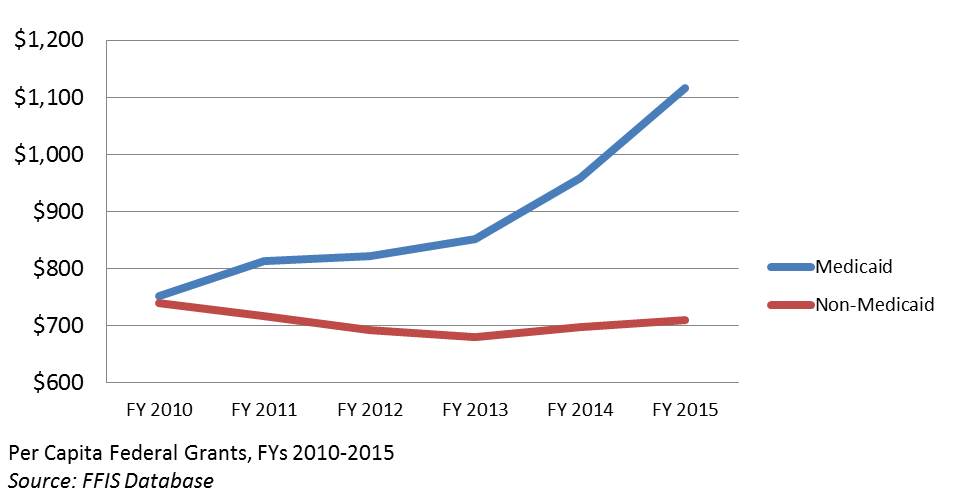 $1,200
$1,100
$1,000
$900
$800
$700
$600
Medicaid
Non-Medicaid
FY 2010 FY 2011 FY 2012 FY 2013 FY 2014 FY 2015
Per Capita Federal Grants, FYs 2010-2015
Source: FFIS Database